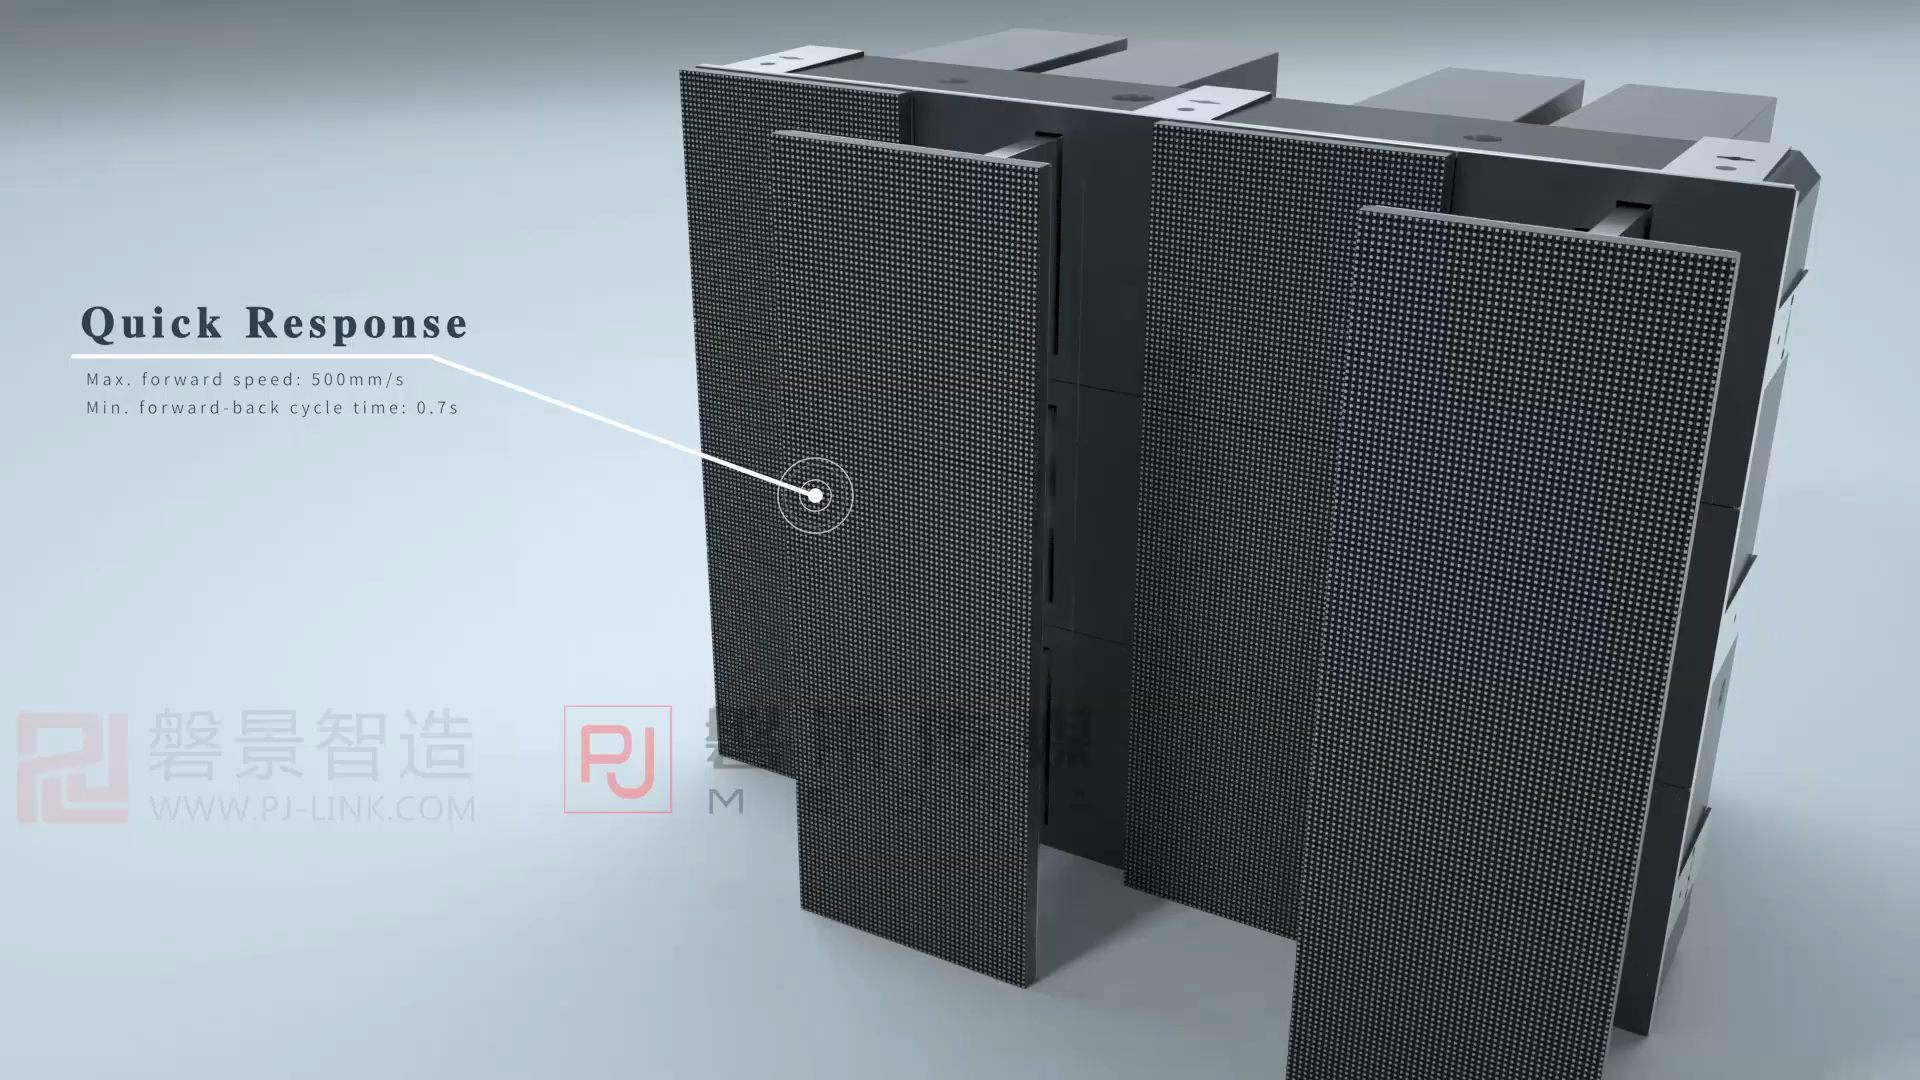 Quick Response
Max. forward speed: 500mm/s
Min. forward-back cycle time: 0.7s
磐景智造
WWW.PJ-LINK.COM
PJ